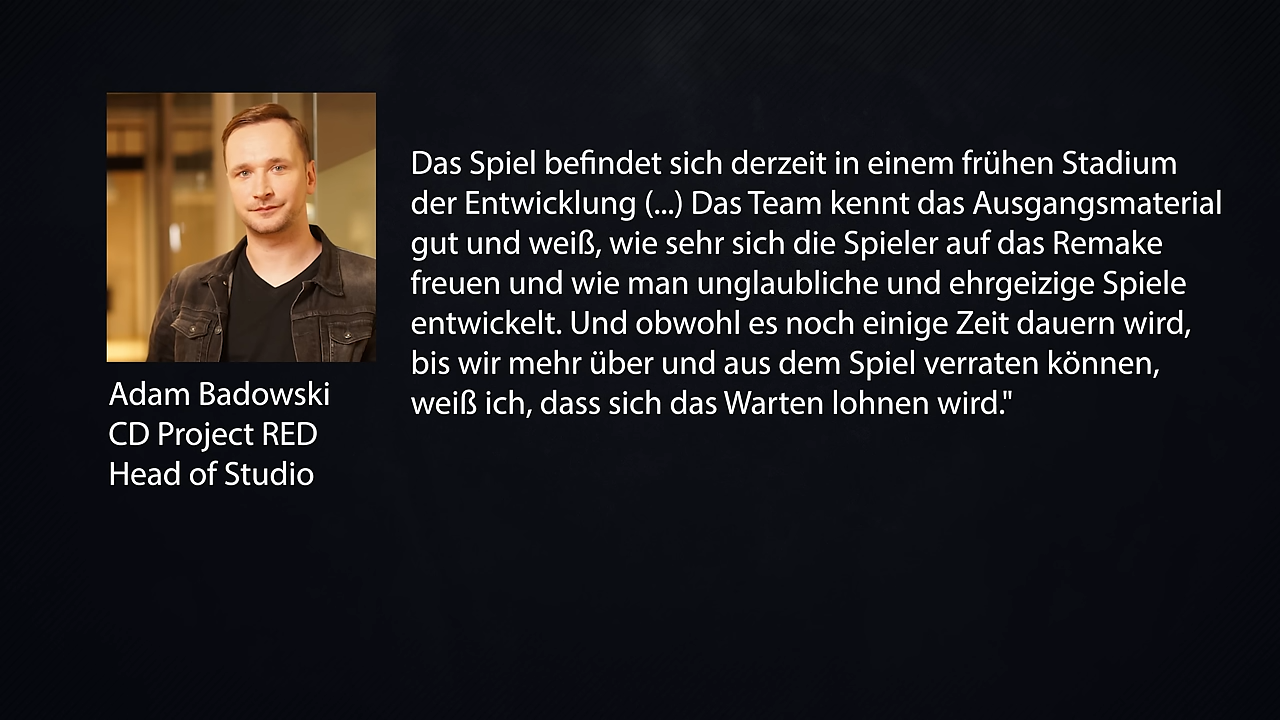 Das Spiel befindet sich derzeit in einem frühen Stadium
der Entwicklung (...) Das Team kennt das Ausgangsmaterial
gut und weiß, wie sehr sich die Spieler auf das Remake
freuen und wie man unglaubliche und ehrgeizige Spiele
entwickelt. Und obwohl es noch einige Zeit dauern wird,
bis wir mehr über und aus dem Spiel verraten können,
weiß ich, dass sich das Warten lohnen wird."
Adam Badowski
CD Project RED
Head of Studio